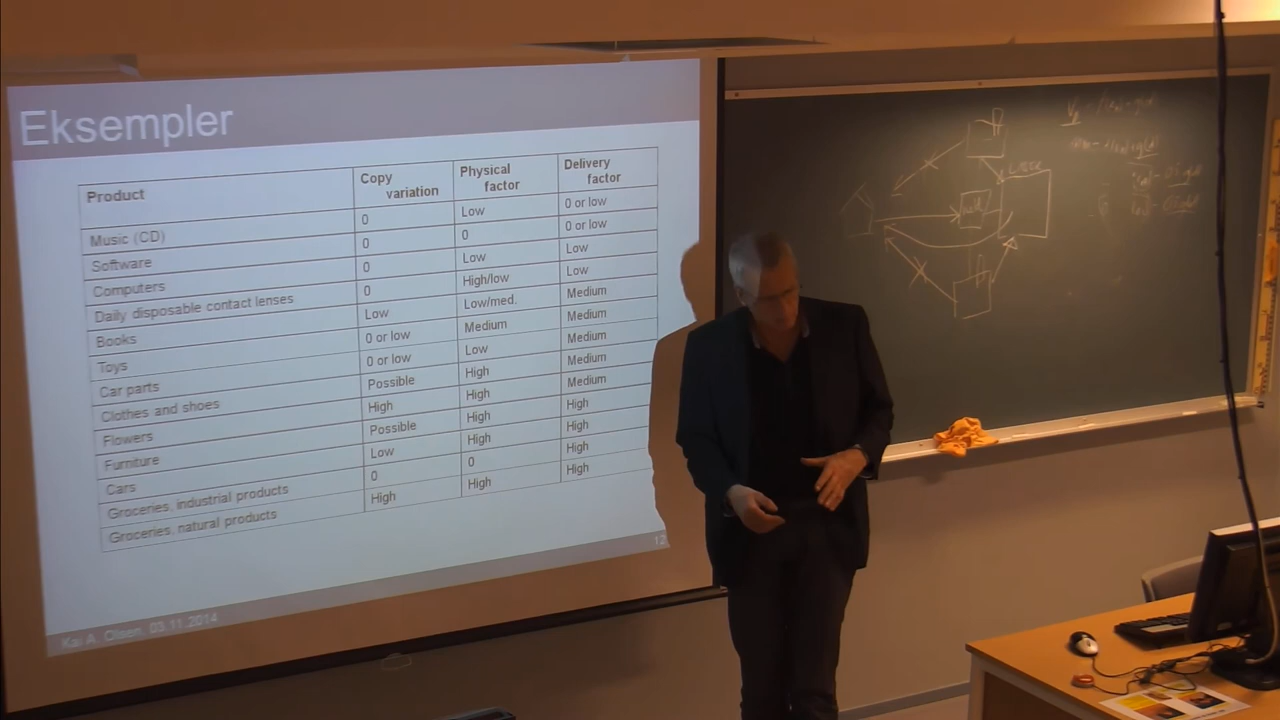 Eksempler
Product Copy variation Physical factor Delivery factor
Music (CD) 0 Low 0 or low
Software 0 0 0 or low
Computers 0 Low Low
Daily disposable contact lenses 0 High/low Low
Books Low Low/med. Medium
Toys 0 or low Medium Medium
Car parts 0 or low Low Medium
Clothes and shoes Possible High Medium
Flowers High High Medium
Furniture Possible High High
Cars Low High High
Groceries, industrial products 0 0 High
Groceries, natural products High High High
12
Kai A. Olsen 03.11.2014